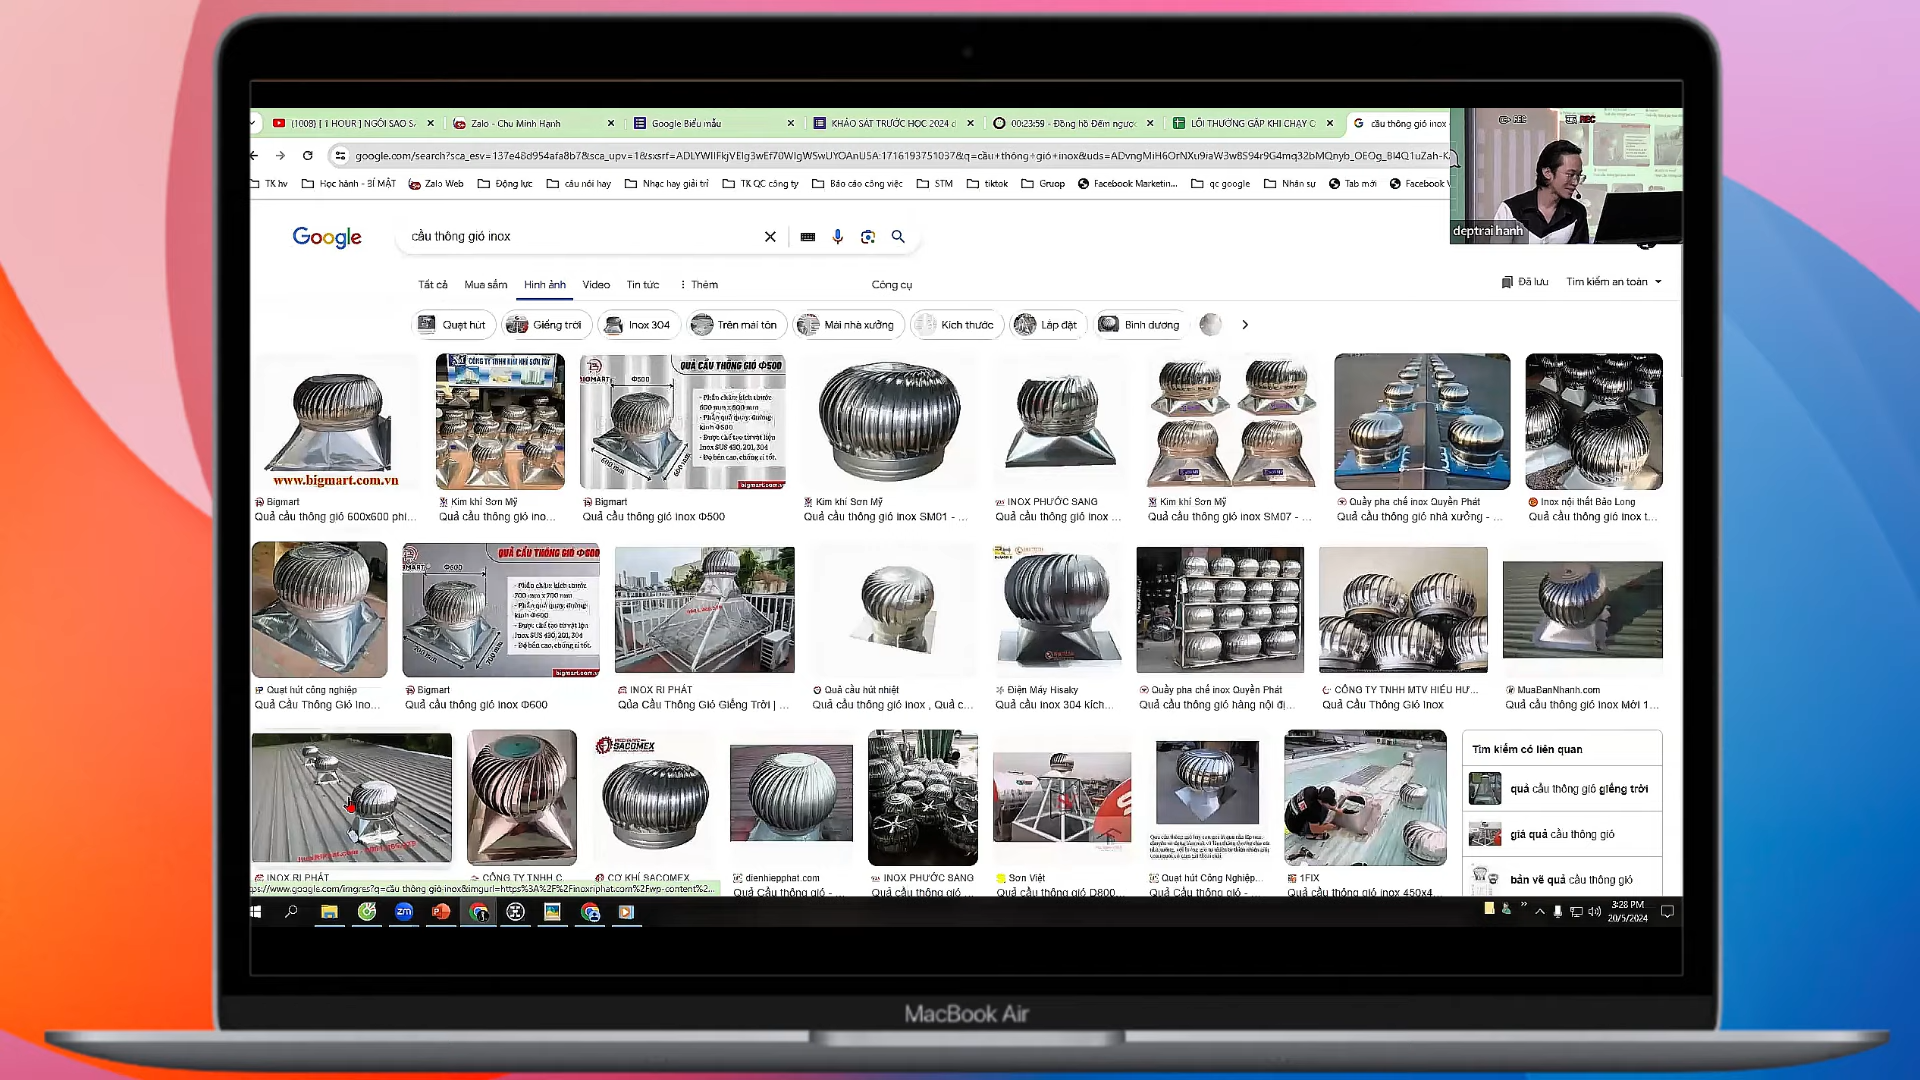 (1008) [ 1 HOUR ] NGÔI SAO S
Zalo - Chu Minh Hạnh
Google Biểu mẫu
KHẢO SÁT TRƯỚC HỌC 2024 d
00:23:59 - Đồng hồ Đếm ngược
LỖI THƯỜNG GẶP KHI CHẠY C
cầu thông gió inox
REC
REC
TK hv
Học hành - BÍ MẬT
Zalo Web
Động lực
câu nói hay
Nhạc hay giải trí
TK QC công ty
Báo cáo công việc
STM
tiktok
Gruop
Facebook Marketin...
qc google
Nhân sự
Tab mới
Facebook
deptrai hanh
Google
cầu thông gió inox
Tất cả
Mua sắm
Hình ảnh
Video
Tin tức
Thêm
Công cụ
Đã lưu
Tìm kiếm an toàn
Quạt hút
Giếng trời
Inox 304
Trên mái tôn
Mái nhà xưởng
Kích thước
Lắp đặt
Bình dương
www.bigmart.com.vn
QUẢ CẦU THÔNG GIÓ Φ500
Φ500
Bigmart
Quả cầu thông gió 600x600 phi...
Kim khí Sơn Mỹ
Quả cầu thông gió ino...
Bigmart
Quả cầu thông gió inox Φ500
Kim khí Sơn Mỹ
Quả cầu thông gió inox SM01 - ...
INOX PHƯỚC SANG
Quả cầu thông gió inox ...
Kim khí Sơn Mỹ
Quả cầu thông gió inox SM07 - ...
Quầy pha chế inox Quyền Phát
Quả cầu thông gió nhà xưởng - ...
Inox nội thất Bảo Long
Quả cầu thông gió inox t...
QUẢ CẦU THÔNG GIÓ Φ600
Φ600
Quạt hút công nghiệp
Quả Cầu Thông Gió Ino...
Bigmart
Quả cầu thông gió inox Φ600
INOX RI PHÁT
Qủa Cầu Thông Gió Giếng Trời | ...
Quả cầu hút nhiệt
Quả cầu thông gió inox , Quả c...
Điện Máy Hisaky
Quả cầu inox 304 kích...
Quầy pha chế inox Quyền Phát
Quả cầu thông gió hàng nội đị...
CÔNG TY TNHH MTV HIẾU HƯ...
Quả Cầu Thông Gió Inox
MuaBanNhanh.com
Quả cầu thông gió inox Mới 1...
SACOMEX
Tìm kiếm có liên quan
quả cầu thông gió giếng trời
giá quả cầu thông gió
bản vẽ quả cầu thông gió
INOX RI PHÁT
CÔNG TY TNHH C...
CƠ KHÍ SACOMEX
dienhiepphat.com
Quả Cầu thông gió - ...
INOX PHƯỚC SANG
Quả cầu thông gió inox ...
Sơn Việt
Quả cầu thông gió D800...
Quạt hút Công Nghiệp...
Quả Cầu thông gió - ...
1FIX
Quả cầu thông gió inox 450x4...
3:28 PM
20/5/2024
MacBook Air